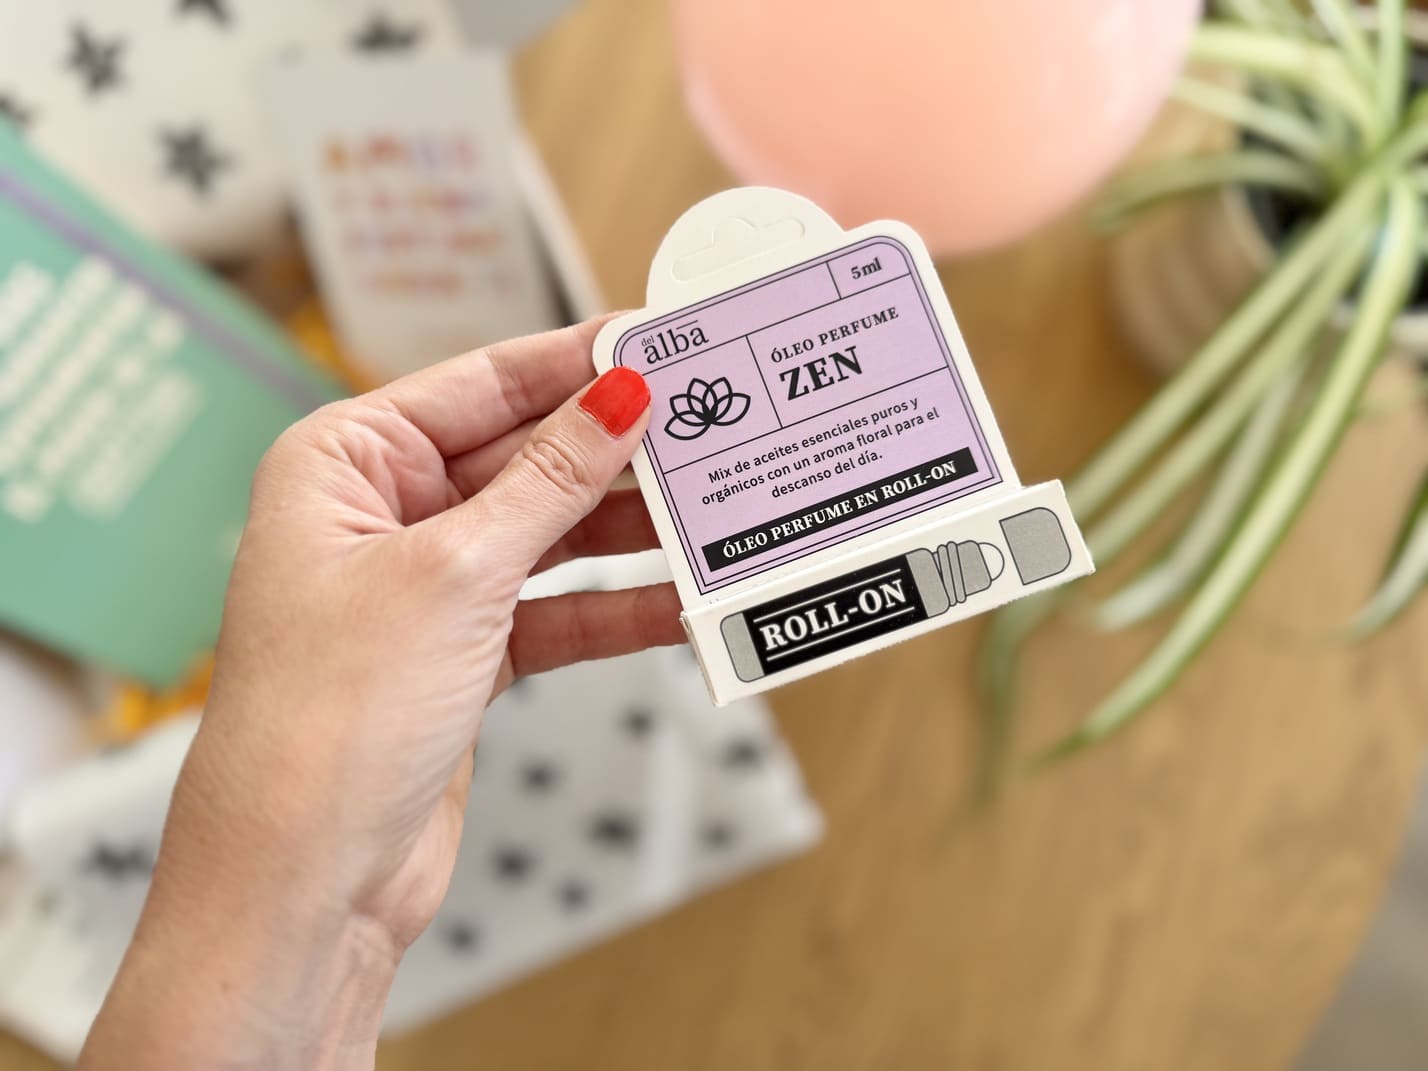 5ml
del alba
ÓLEO PERFUME
ZEN
Mix de aceites esenciales puros y
orgánicos con un aroma floral para el
descanso del día.
ÓLEO PERFUME EN ROLL-ON
ROLL-ON